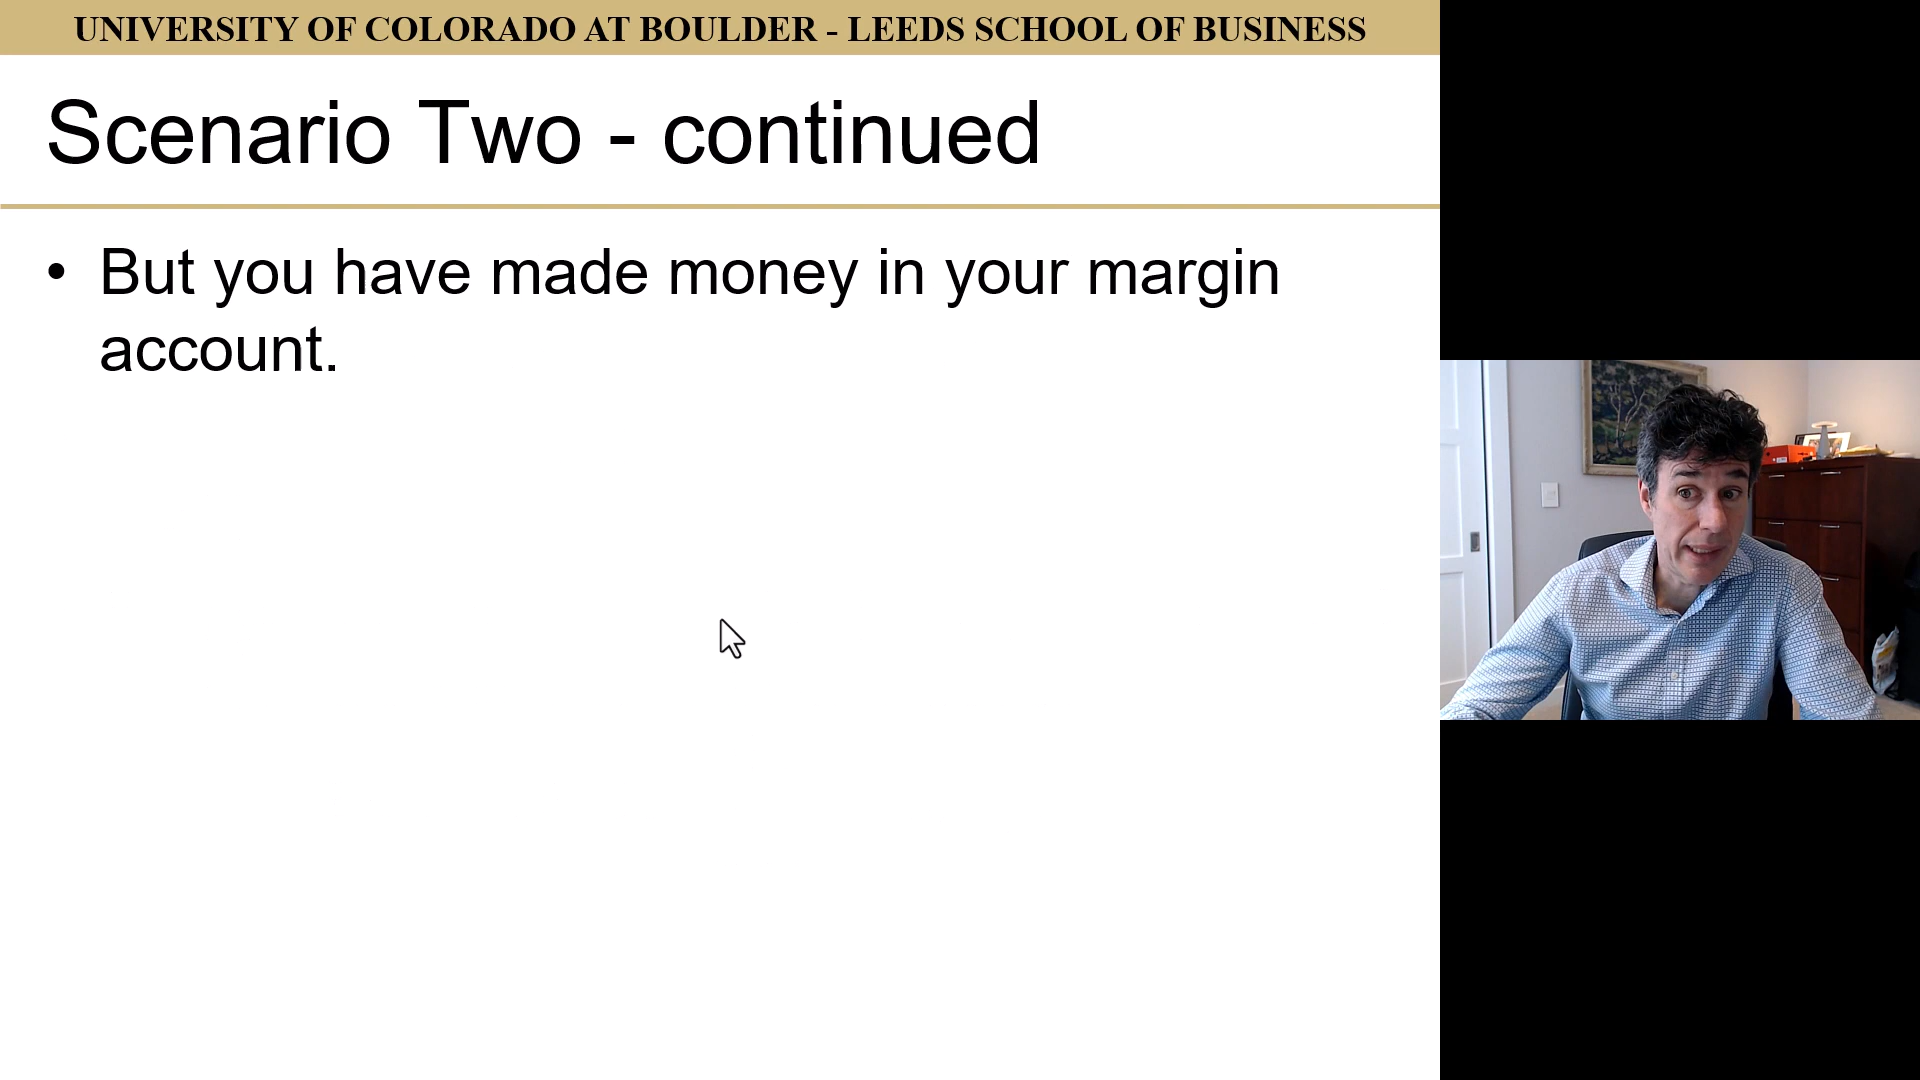 UNIVERSITY OF COLORADO AT BOULDER - LEEDS SCHOOL OF BUSINESS
Scenario Two - continued
• But you have made money in your margin
account.